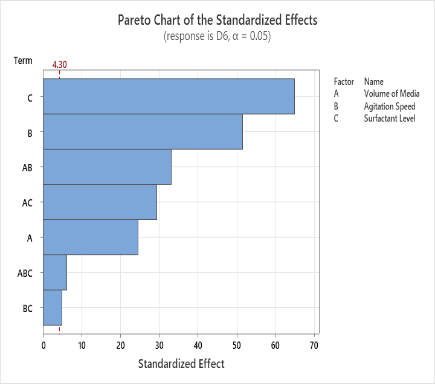 Pareto Chart of the Standardized Effects
(response is D6, α = 0.05)
Term
4.30
C
B
AB
AC
A
ABC
BC
0 10 20 30 40 50 60 70
Standardized Effect
Factor Name
A Volume of Media
B Agitation Speed
C Surfactant Level